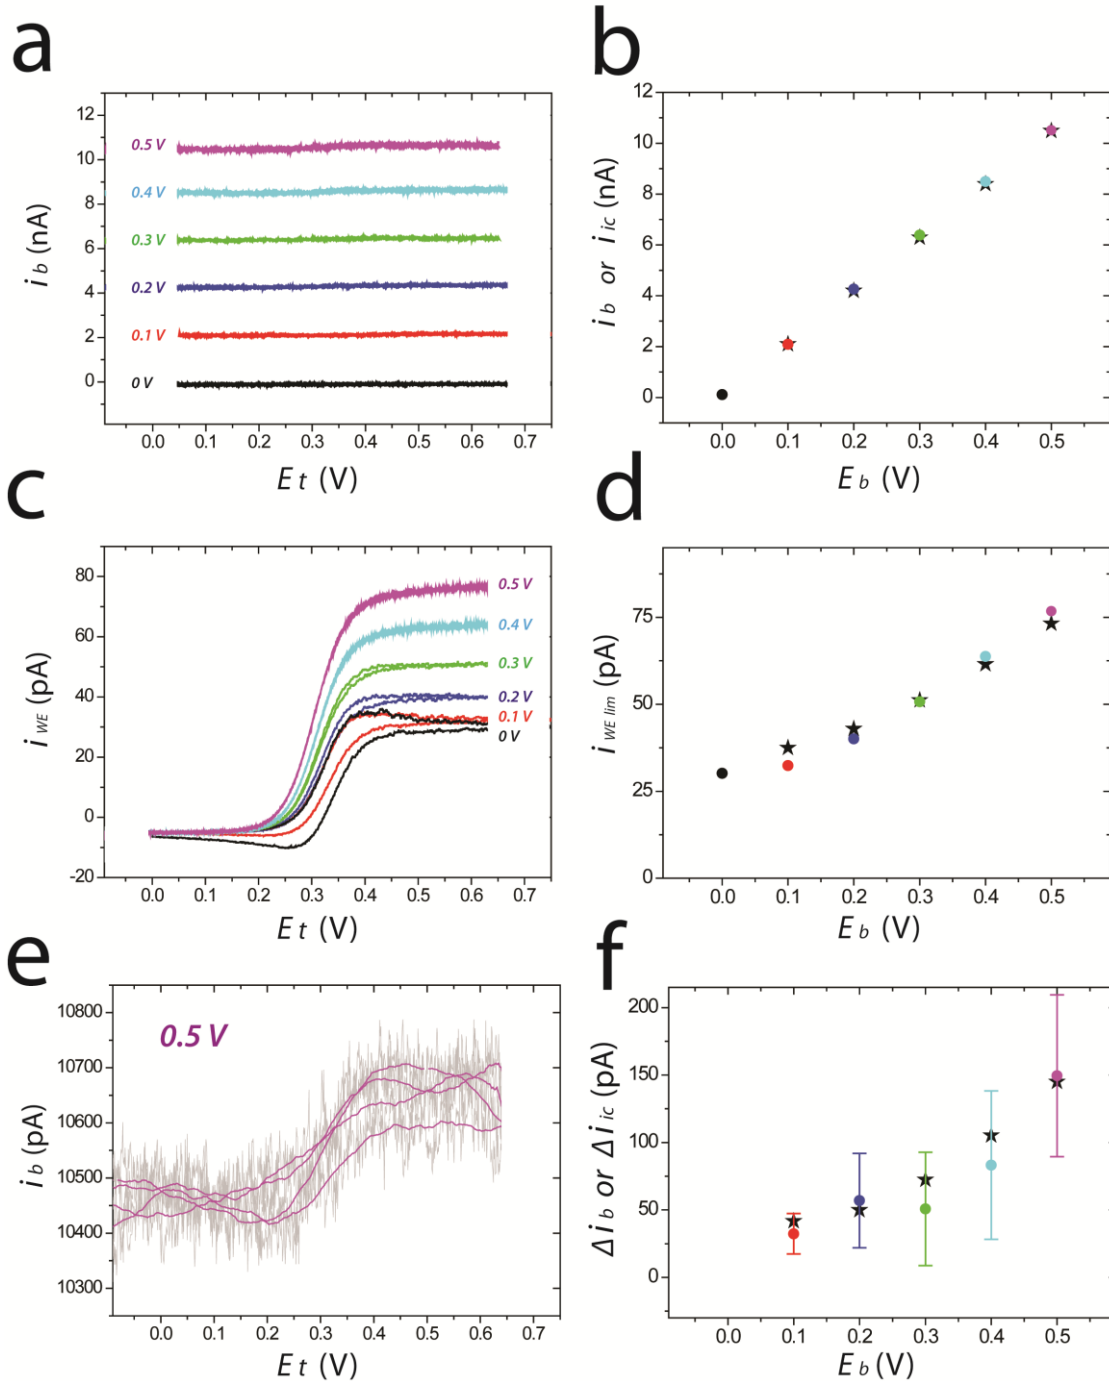 a
12
10
8
6
4
2
0
i b (nA)
0.5 V
0.4 V
0.3 V
0.2 V
0.1 V
0 V
0.0 0.1 0.2 0.3 0.4 0.5 0.6 0.7
E t (V)
b
12
10
8
6
4
2
0
i b or i ic (nA)
0.0 0.1 0.2 0.3 0.4 0.5
E b (V)
c
80
60
40
20
0
-20
i WE (pA)
0.5 V
0.4 V
0.3 V
0.2 V
0.1 V
0 V
0.0 0.1 0.2 0.3 0.4 0.5 0.6 0.7
E t (V)
d
75
50
25
0
i WE lim (pA)
0.0 0.1 0.2 0.3 0.4 0.5
E b (V)
e
10800
10700
10600
10500
10400
10300
i b (pA)
0.5 V
0.0 0.1 0.2 0.3 0.4 0.5 0.6 0.7
E t (V)
f
200
150
100
50
0
Δi b or Δi ic (pA)
0.0 0.1 0.2 0.3 0.4 0.5
E b (V)